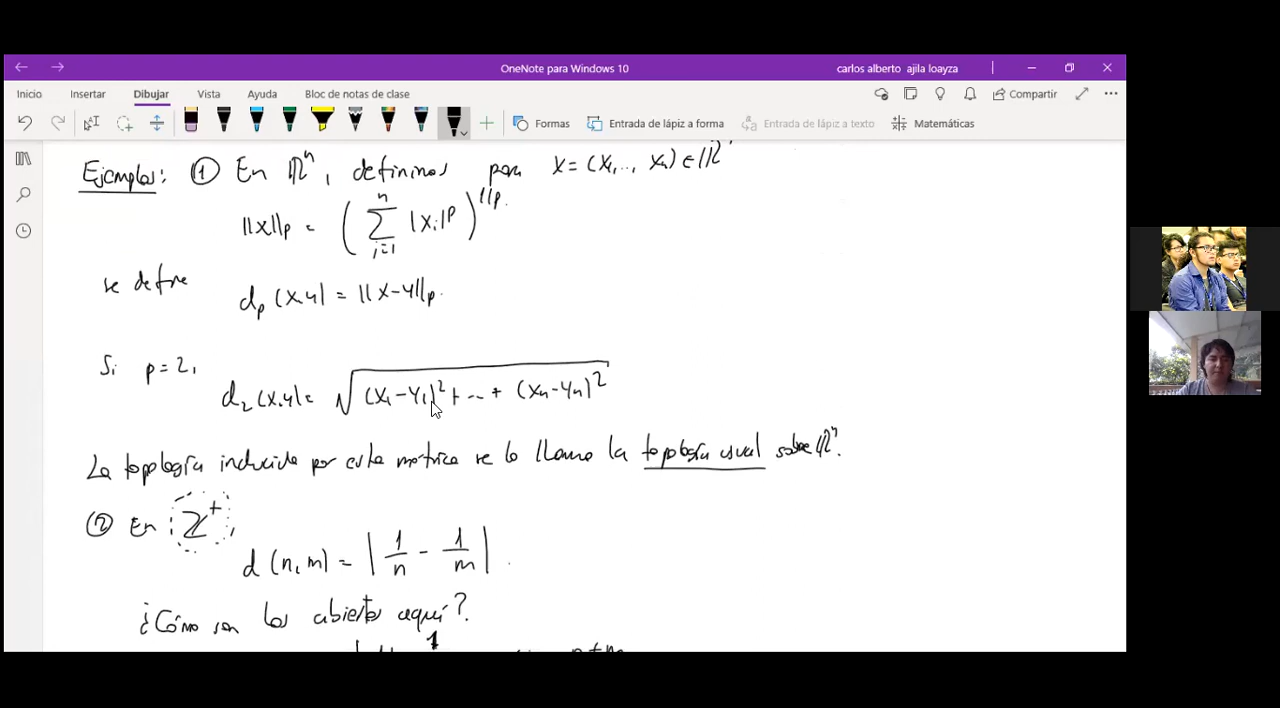 OneNote para Windows 10
carlos alberto ajila loayza
Inicio Insertar Dibujar Vista Ayuda Bloc de notas de clase
Compartir
Formas Entrada de lápiz a forma Entrada de lápiz a texto Matemáticas
Ejemplos: ① En ℝⁿ, definimos para x = (x₁,..., xₙ) ∈ ℝⁿ
||x||ₚ = ( ∑ᵢ₌₁ⁿ |xᵢ|ᵖ )^{1/p}.
se define
dₚ(x,y) = ||x-y||ₚ.
Si p=2,
d₂(x,y) = √((x₁-y₁)² + ... + (xₙ-yₙ)²)
La topología inducida por esta métrica se lo llama la topología usual sobre ℝⁿ.
② En ℤ⁺,
d(n,m) = | 1/n - 1/m | .
¿Cómo son los abiertos aquí?